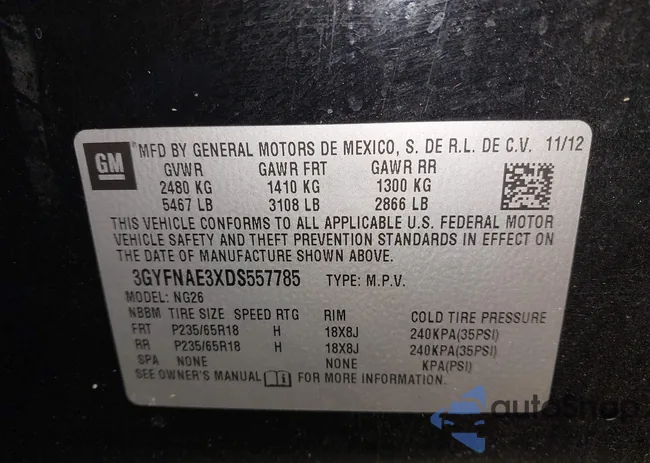 GM
MFD BY GENERAL MOTORS DE MEXICO, S. DE R.L. DE C.V. 11/12
GVWR GAWR FRT GAWR RR
2480 KG 1410 KG 1300 KG
5467 LB 3108 LB 2866 LB
THIS VEHICLE CONFORMS TO ALL APPLICABLE U.S. FEDERAL MOTOR
VEHICLE SAFETY AND THEFT PREVENTION STANDARDS IN EFFECT ON
THE DATE OF MANUFACTURE SHOWN ABOVE.
3GYFNAE3XDS557785 TYPE: M.P.V.
MODEL: NG26
NBBM TIRE SIZE SPEED RTG RIM COLD TIRE PRESSURE
FRT P235/65R18 H 18X8J 240KPA(35PSI)
RR P235/65R18 H 18X8J 240KPA(35PSI)
SPA NONE NONE KPA(PSI)
SEE OWNER'S MANUAL FOR MORE INFORMATION.
autoShop